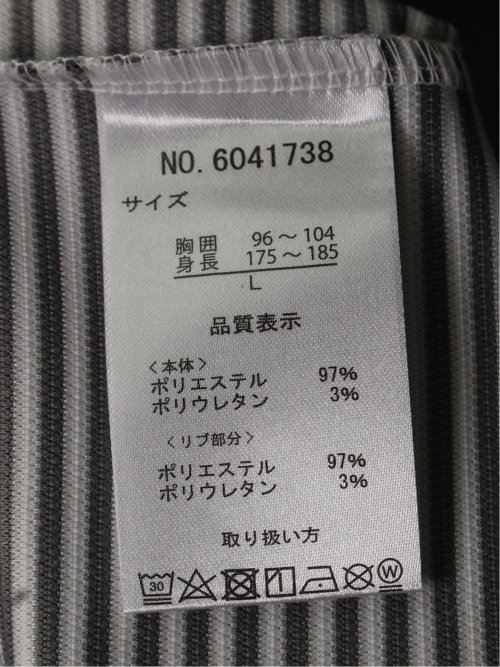 NO. 6041738
サイズ
胸囲 96～104
身長 175～185
L
品質表示
〈本体〉
ポリエステル 97%
ポリウレタン 3%
〈リブ部分〉
ポリエステル 97%
ポリウレタン 3%
取り扱い方
30 W